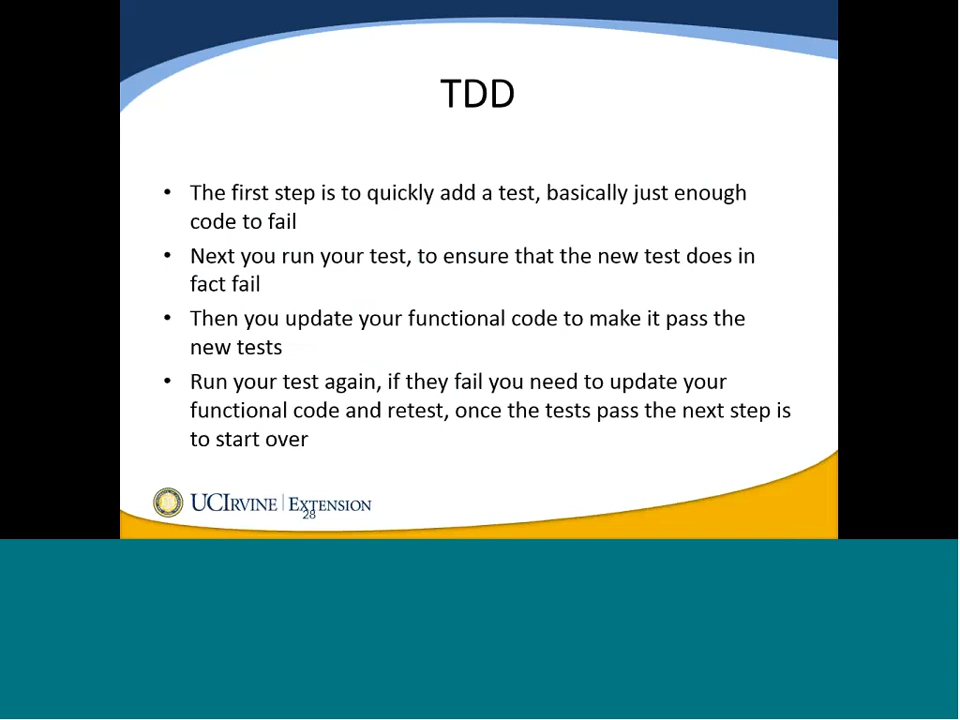 TDD
• The first step is to quickly add a test, basically just enough
code to fail
• Next you run your test, to ensure that the new test does in
fact fail
• Then you update your functional code to make it pass the
new tests
• Run your test again, if they fail you need to update your
functional code and retest, once the tests pass the next step is
to start over
UCIRVINE | EXTENSION
28